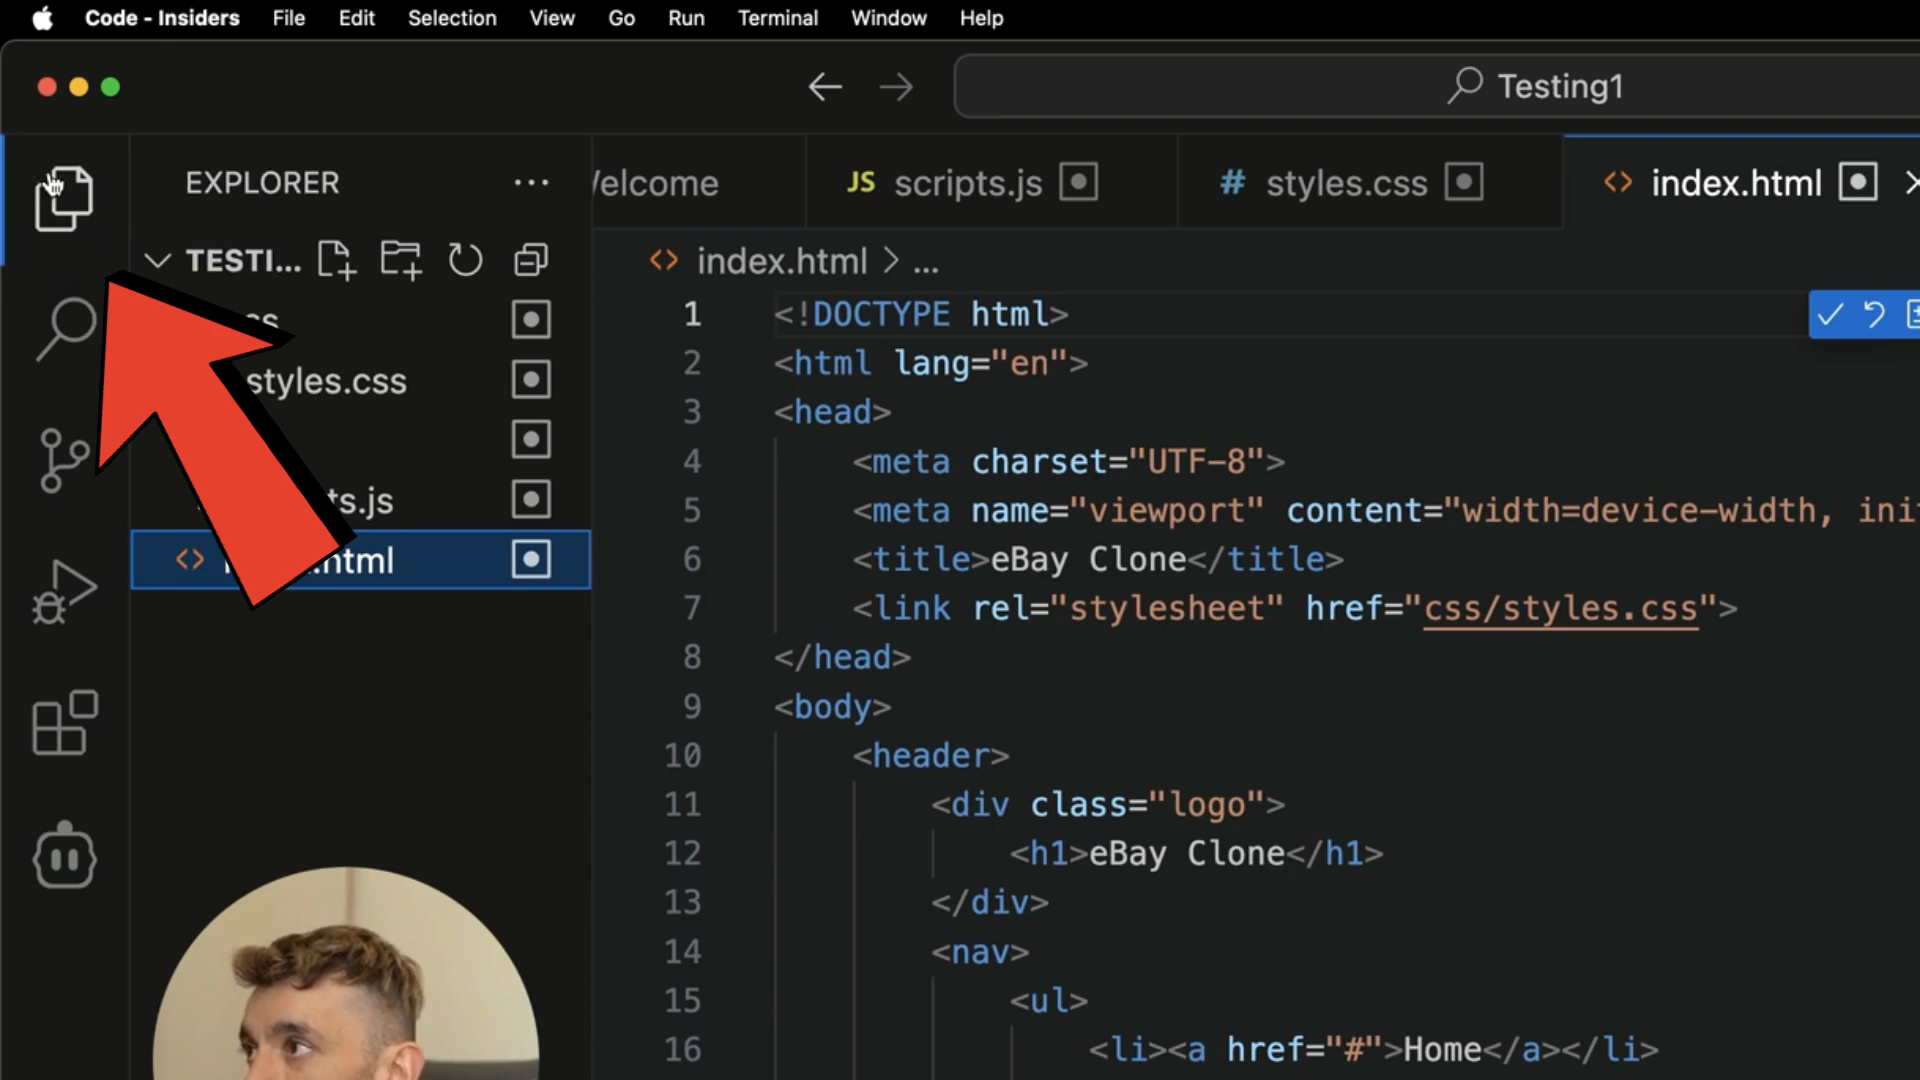 Code - Insiders File Edit Selection View Go Run Terminal Window Help
Testing1
EXPLORER ...
elcome
JS scripts.js
# styles.css
<> index.html
TESTI...
<> index.html > ...
styles.css
ts.js
<> html
1 <!DOCTYPE html>
2 <html lang="en">
3 <head>
4 <meta charset="UTF-8">
5 <meta name="viewport" content="width=device-width, ini
6 <title>eBay Clone</title>
7 <link rel="stylesheet" href="css/styles.css">
8 </head>
9 <body>
10 <header>
11 <div class="logo">
12 <h1>eBay Clone</h1>
13 </div>
14 <nav>
15 <ul>
16 <li><a href="#">Home</a></li>